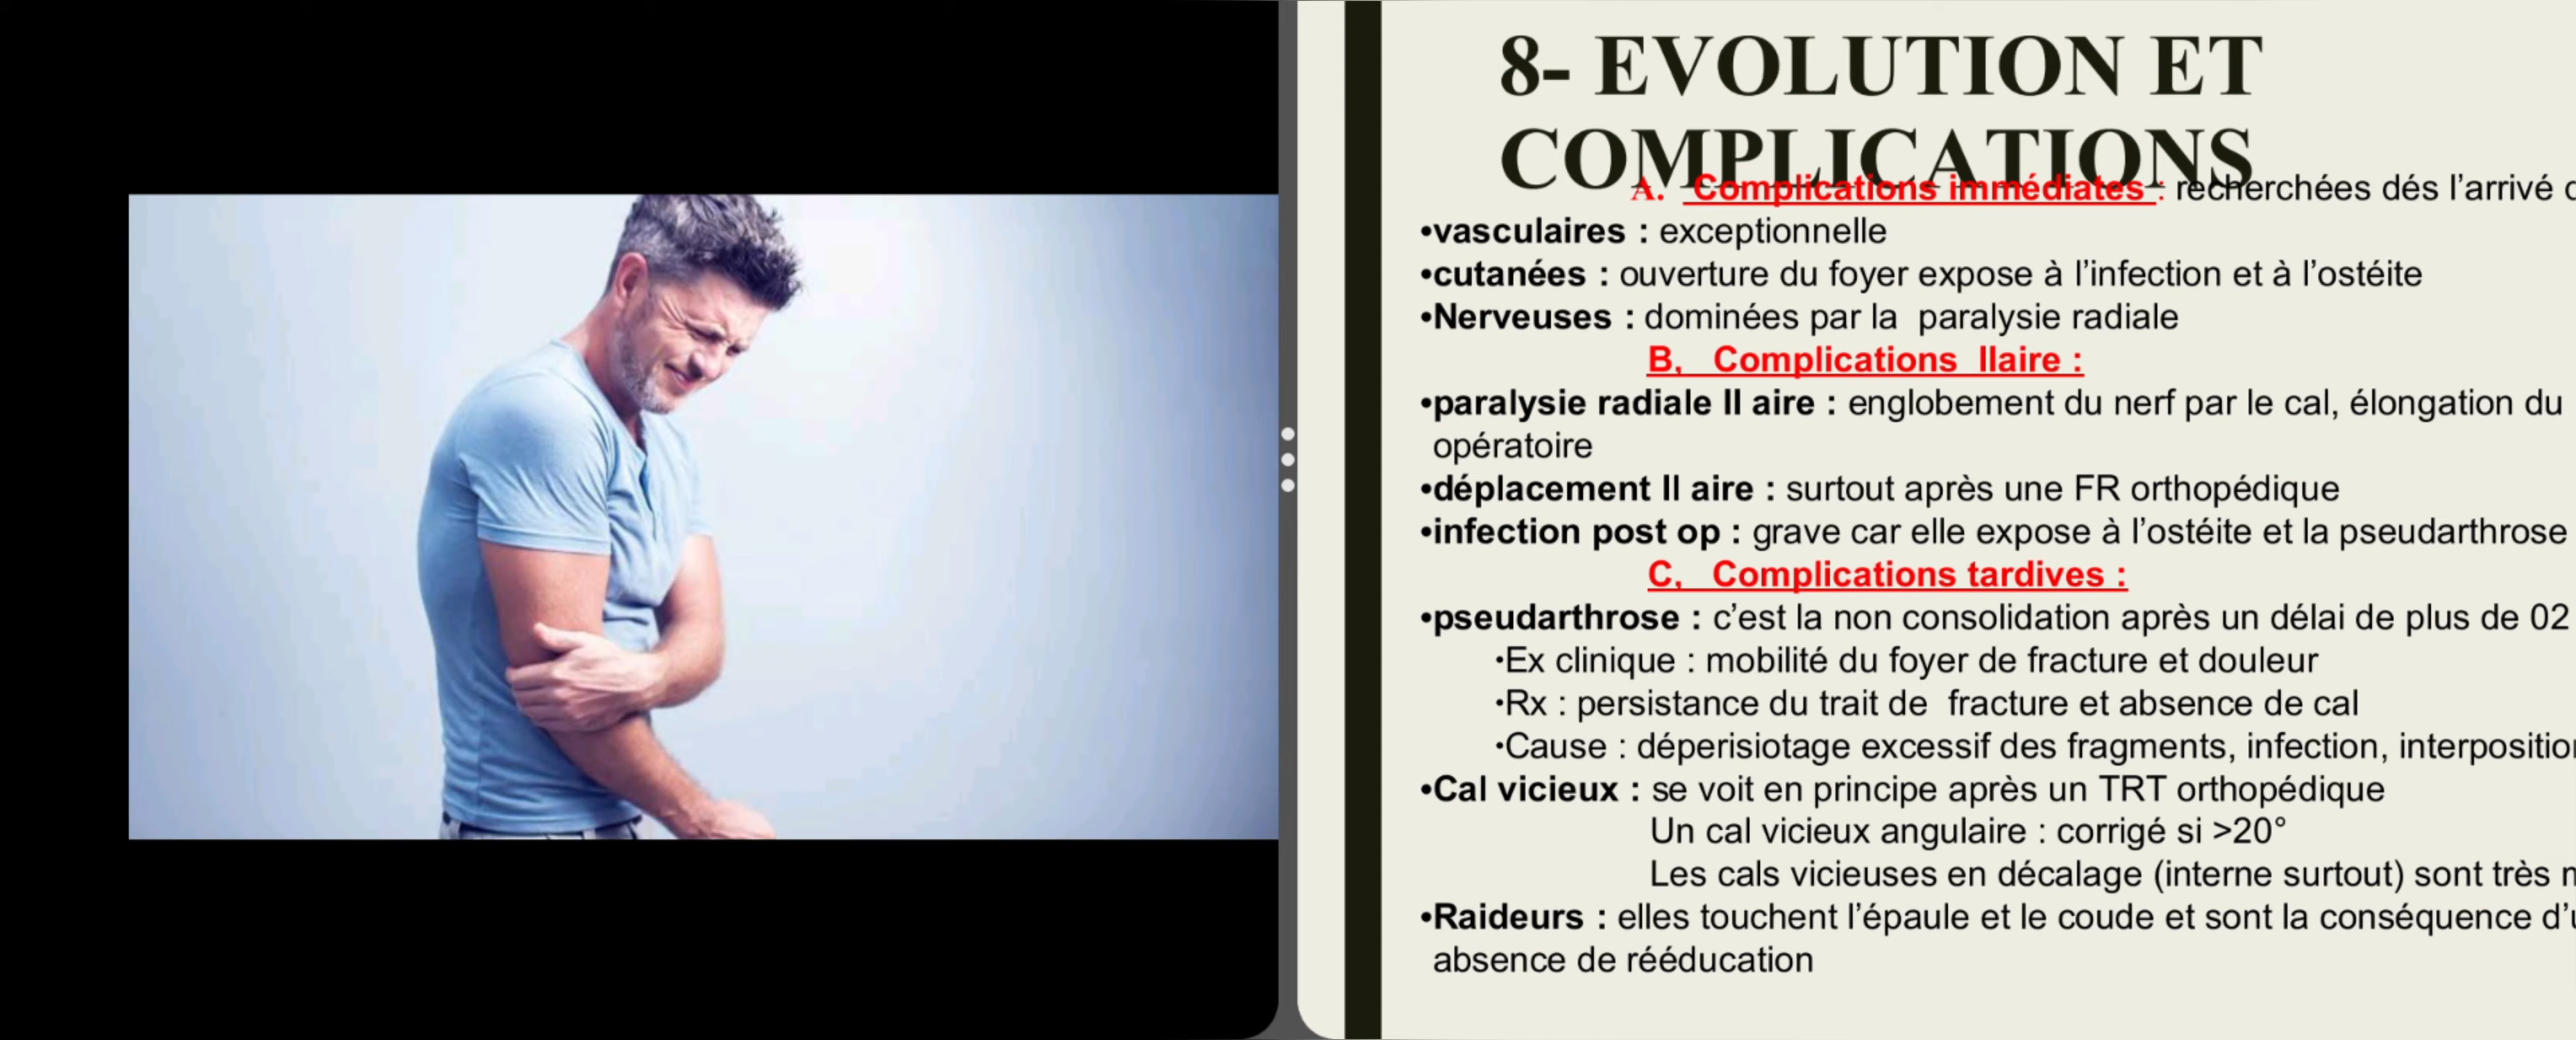 8- EVOLUTION ET
COMPLICATIONS
A. Complications immédiates : recherchées dés l’arrivé
•vasculaires : exceptionnelle
•cutanées : ouverture du foyer expose à l’infection et à l’ostéite
•Nerveuses : dominées par la paralysie radiale
B, Complications IIaire :
•paralysie radiale II aire : englobement du nerf par le cal, élongation du
opératoire
•déplacement II aire : surtout après une FR orthopédique
•infection post op : grave car elle expose à l’ostéite et la pseudarthrose
C, Complications tardives :
•pseudarthrose : c’est la non consolidation après un délai de plus de 02
•Ex clinique : mobilité du foyer de fracture et douleur
•Rx : persistance du trait de fracture et absence de cal
•Cause : déperisiotage excessif des fragments, infection,
•Cal vicieux : se voit en principe après un TRT orthopédique
Un cal vicieux angulaire : corrigé si >20°
Les cals vicieuses en décalage (interne surtout) sont très
•Raideurs : elles touchent l’épaule et le coude et sont la conséquence
absence de rééducation